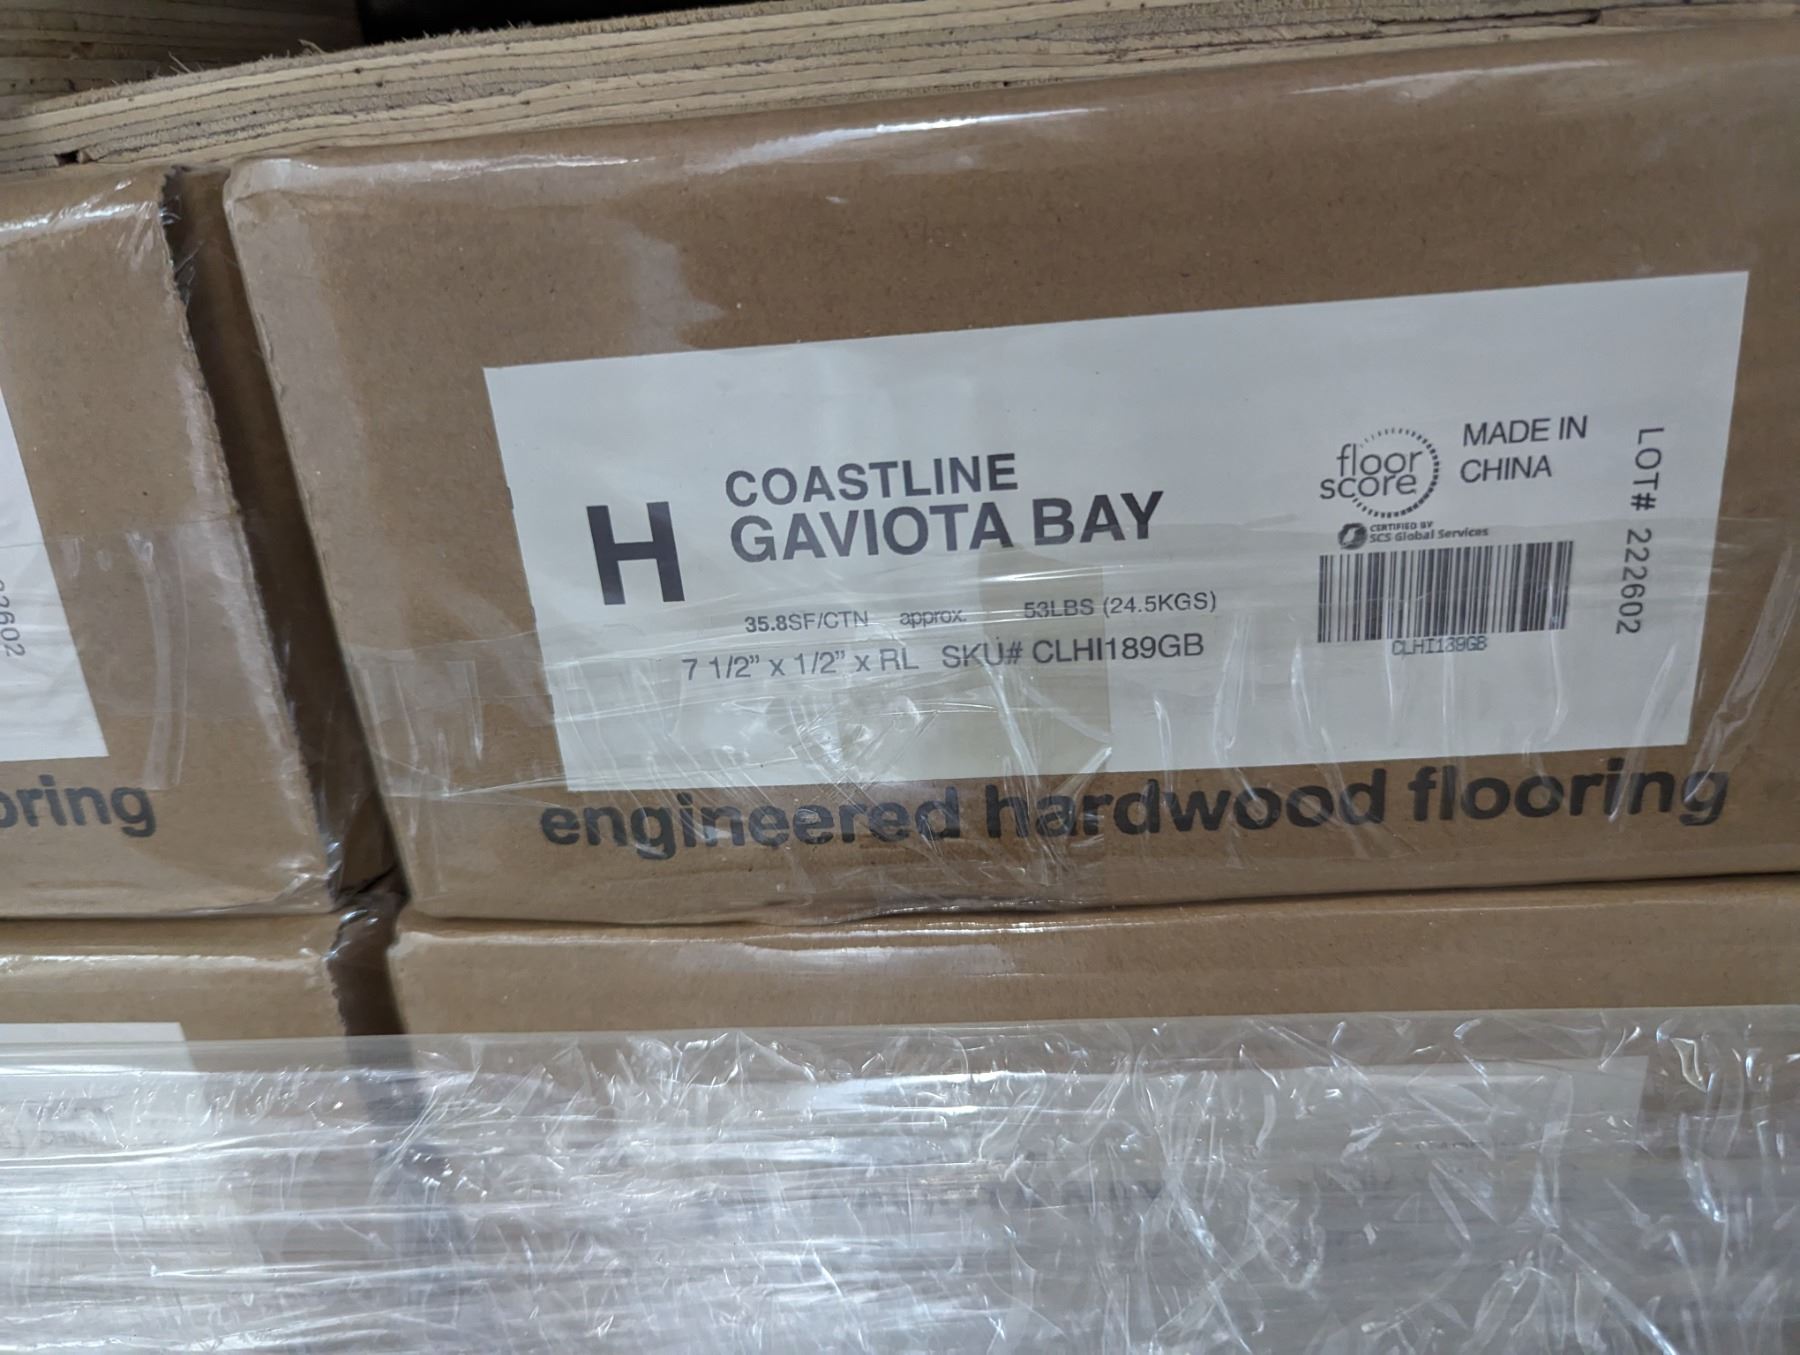 H
COASTLINE
GAVIOTA BAY
35.8SF/CTN approx. 53LBS (24.5KGS)
7 1/2” x 1/2” x RL SKU# CLHI189GB
floor
score
CERTIFIED BY
SCS Global Services
MADE IN
CHINA
CLHI189GB
LOT# 222602
engineered hardwood flooring
oring